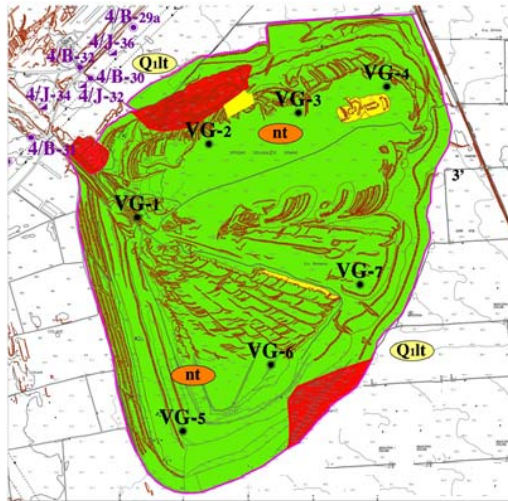 4/B-29a
4/J-36
Q₁lt
4/B-32
4/B-30
4/J-34
4/J-32
4/B-31
VG-4
VG-3
nt
VG-2
3'
VG-1
VG-7
Q₁lt
VG-6
nt
VG-5